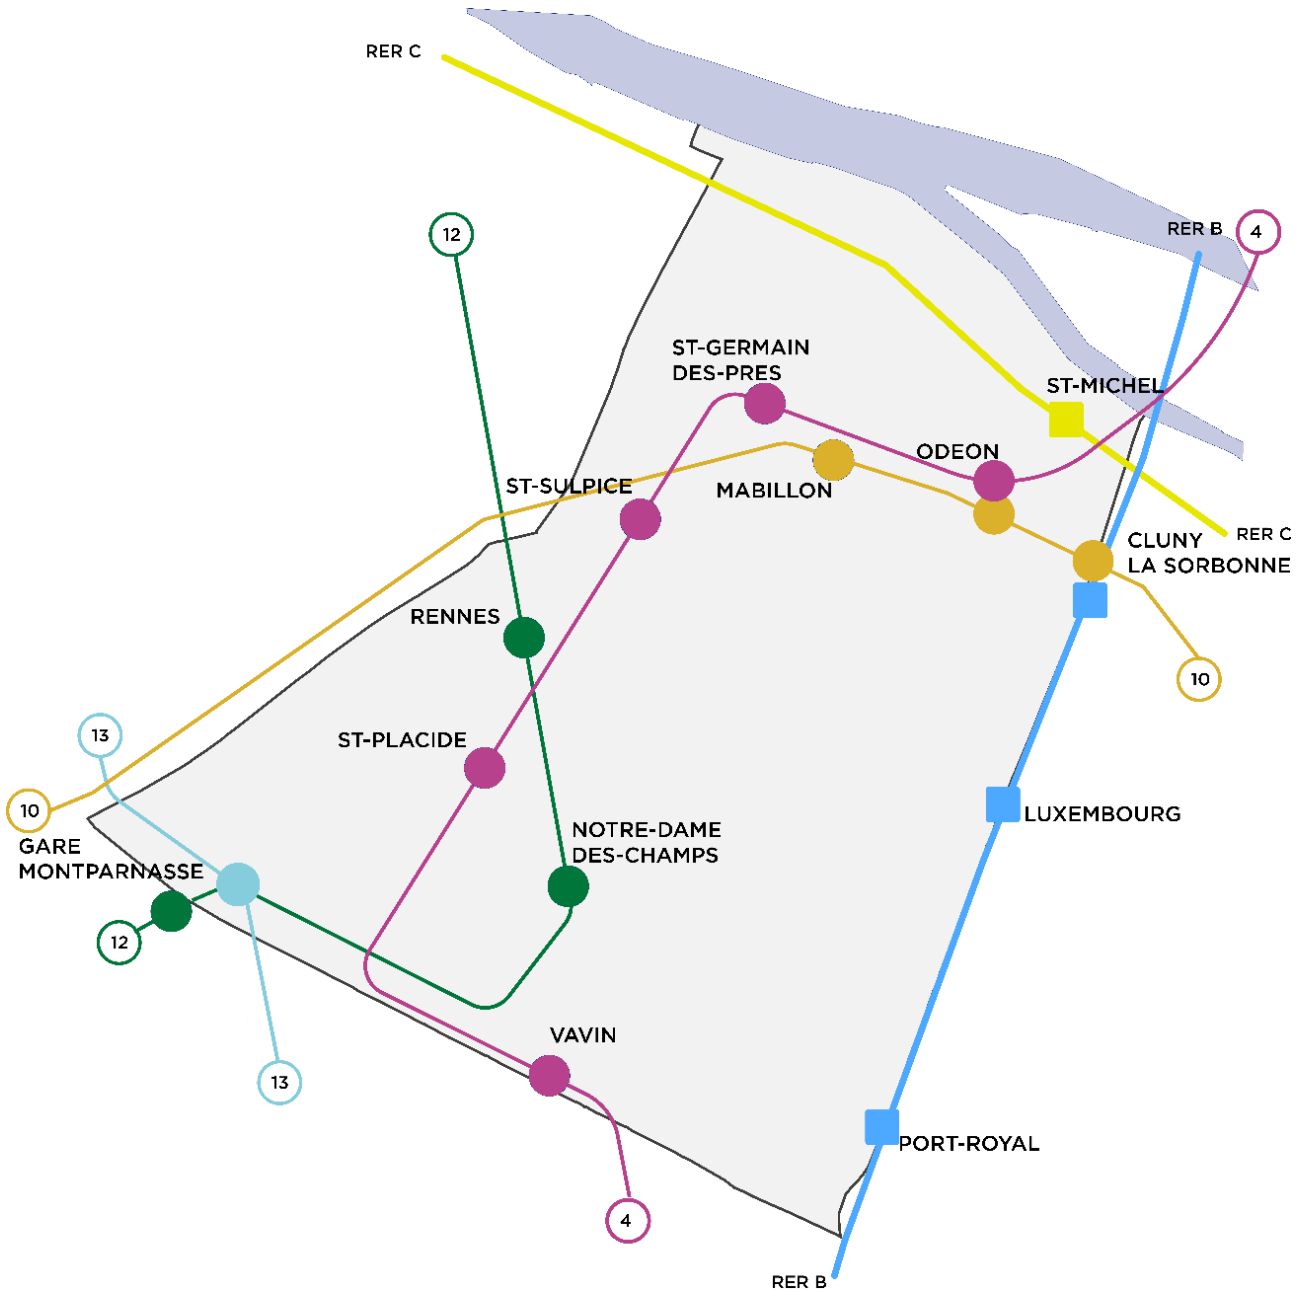 RER C
RER B
4
12
ST-GERMAIN
DES-PRES
ST-MICHEL
ODEON
ST-SULPICE
MABILLON
RER C
CLUNY
LA SORBONNE
RENNES
10
13
ST-PLACIDE
10
LUXEMBOURG
GARE
MONTPARNASSE
NOTRE-DAME
DES-CHAMPS
12
VAVIN
13
PORT-ROYAL
4
RER B